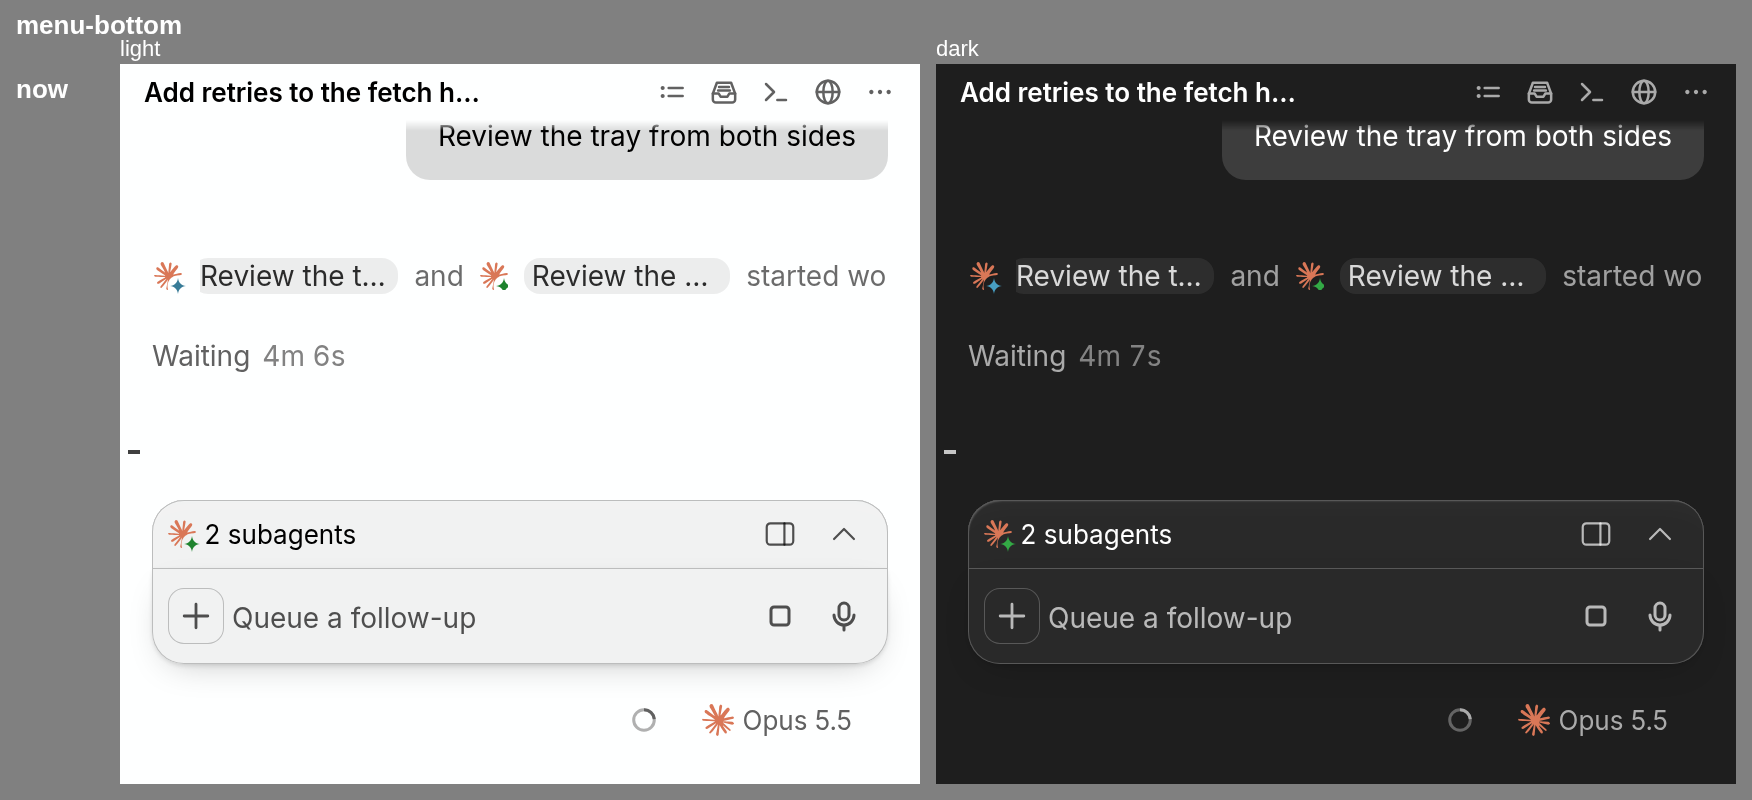 menu-bottom
light
dark
now
Add retries to the fetch h...
Review the tray from both sides
Review the t... and Review the ... started wo
Waiting 4m 6s
2 subagents
Queue a follow-up
Opus 5.5
Add retries to the fetch h...
Review the tray from both sides
Review the t... and Review the ... started wo
Waiting 4m 7s
2 subagents
Queue a follow-up
Opus 5.5